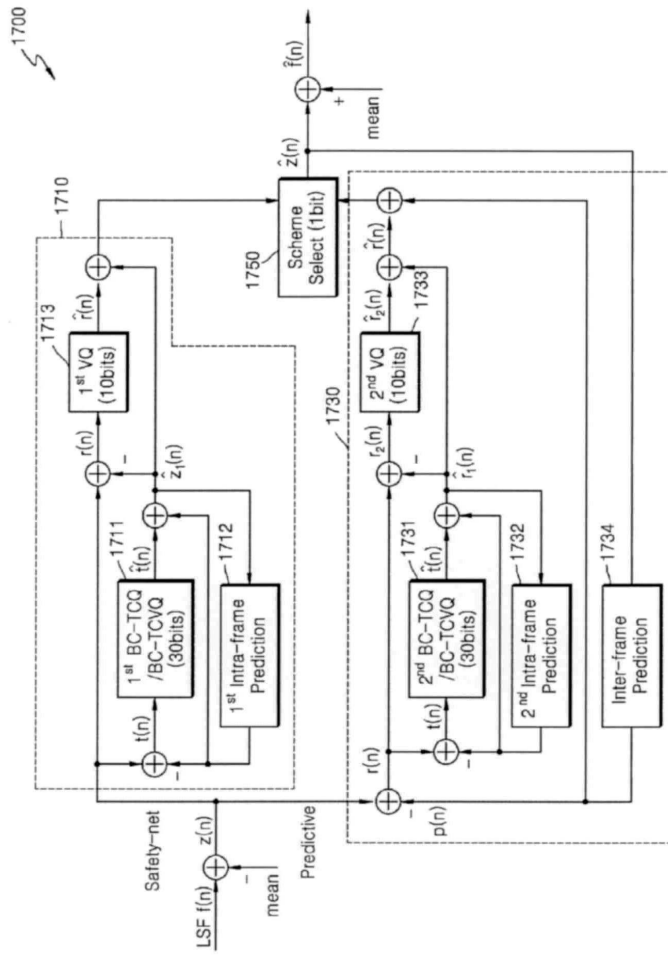 1700
1710
1713
1st VQ
(10bits)
r(n)
r̂(n)
−
ẑ1(n)
1711
1st BC-TCQ
/BC-TCVQ
(30bits)
t(n)
t̂(n)
−
1712
1st Intra-frame
Prediction
Safety-net
LSF f(n)
z(n)
−
mean
Predictive
1750
Scheme
Select (1bit)
ẑ(n)
f̂(n)
+
mean
1730
r(n)
−
p(n)
1733
2nd VQ
(10bits)
r2(n)
r̂2(n)
r̂(n)
−
r̂1(n)
1731
2nd BC-TCQ
/BC-TCVQ
(30bits)
t(n)
t̂(n)
−
1732
2nd Intra-frame
Prediction
1734
Inter-frame
Prediction